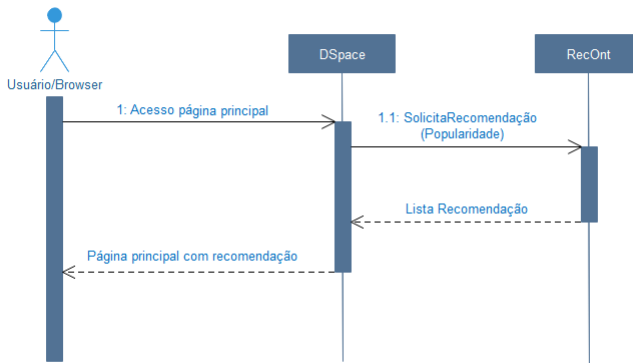 DSpace
RecOnt
Usuário/Browser
1: Acesso página principal
1.1: SolicitaRecomendação
(Popularidade)
Lista Recomendação
Página principal com recomendação